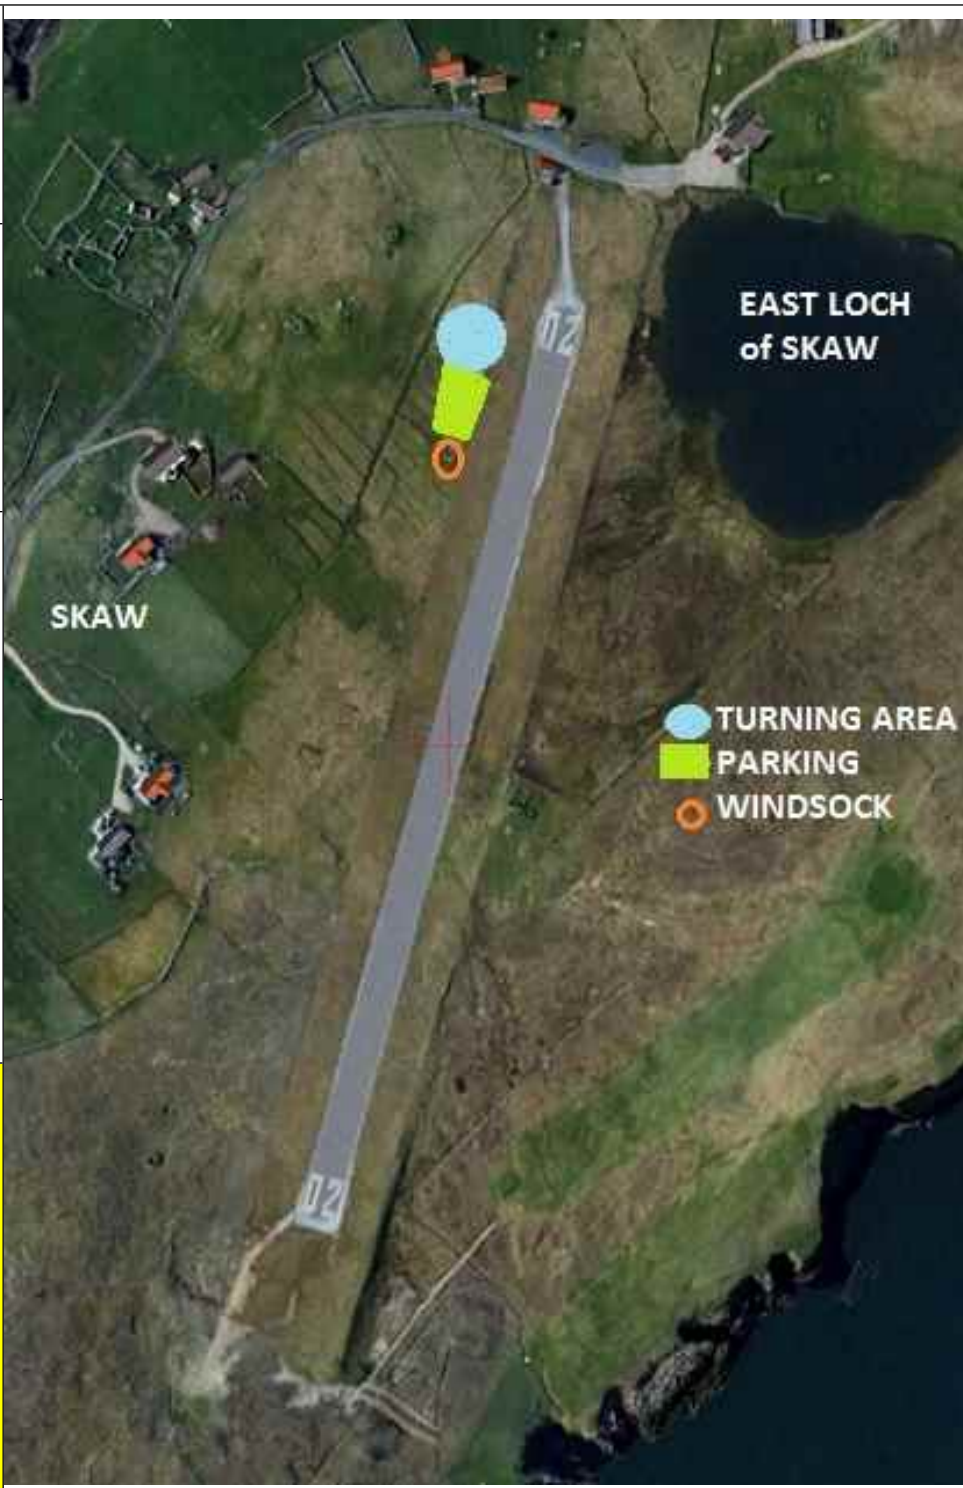 EAST LOCH
of SKAW
02
SKAW
TURNING AREA
PARKING
WINDSOCK
02